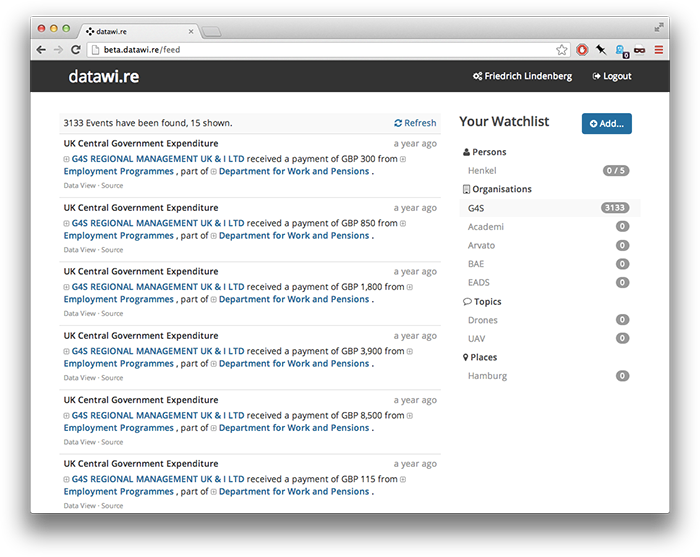 datawi.re
beta.datawi.re/feed
0
datawi.re
Friedrich Lindenberg
Logout
3133 Events have been found, 15 shown.
Refresh
UK Central Government Expenditure
a year ago
G4S REGIONAL MANAGEMENT UK & I LTD received a payment of GBP 300 from
Employment Programmes , part of Department for Work and Pensions .
Data View · Source
UK Central Government Expenditure
a year ago
G4S REGIONAL MANAGEMENT UK & I LTD received a payment of GBP 850 from
Employment Programmes , part of Department for Work and Pensions .
Data View · Source
UK Central Government Expenditure
a year ago
G4S REGIONAL MANAGEMENT UK & I LTD received a payment of GBP 1,800 from
Employment Programmes , part of Department for Work and Pensions .
Data View · Source
UK Central Government Expenditure
a year ago
G4S REGIONAL MANAGEMENT UK & I LTD received a payment of GBP 3,900 from
Employment Programmes , part of Department for Work and Pensions .
Data View · Source
UK Central Government Expenditure
a year ago
G4S REGIONAL MANAGEMENT UK & I LTD received a payment of GBP 8,500 from
Employment Programmes , part of Department for Work and Pensions .
Data View · Source
UK Central Government Expenditure
a year ago
G4S REGIONAL MANAGEMENT UK & I LTD received a payment of GBP 115 from
Employment Programmes , part of Department for Work and Pensions .
Data View · Source
Your Watchlist
Add...
Persons
Henkel 0 / 5
Organisations
G4S 3133
Academi 0
Arvato 0
BAE 0
EADS 0
Topics
Drones 0
UAV 0
Places
Hamburg 0